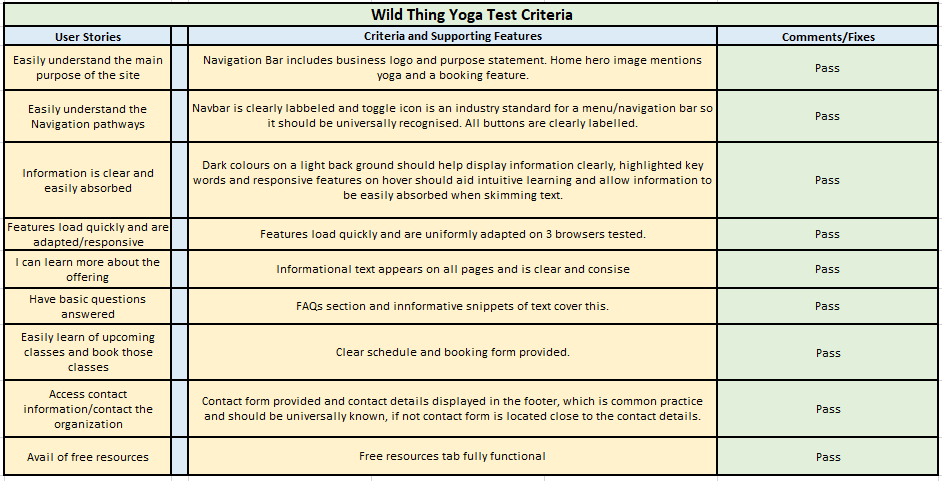 Wild Thing Yoga Test Criteria
User Stories
Criteria and Supporting Features
Comments/Fixes
Easily understand the main
purpose of the site
Navigation Bar includes business logo and purpose statement. Home hero image mentions
yoga and a booking feature.
Pass
Easily understand the
Navigation pathways
Navbar is clearly labbeled and toggle icon is an industry standard for a menu/navigation bar so
it should be universally recognised. All buttons are clearly labelled.
Pass
Information is clear and
easily absorbed
Dark colours on a light back ground should help display information clearly, highlighted key
words and responsive features on hover should aid intuitive learning and allow information to
be easily absorbed when skimming text.
Pass
Features load quickly and are
adapted/responsive
Features load quickly and are uniformly adapted on 3 browsers tested.
Pass
I can learn more about the
offering
Informational text appears on all pages and is clear and consise
Pass
Have basic questions
answered
FAQs section and innformative snippets of text cover this.
Pass
Easily learn of upcoming
classes and book those
classes
Clear schedule and booking form provided.
Pass
Access contact
information/contact the
organization
Contact form provided and contact details displayed in the footer, which is common practice
and should be universally known, if not contact form is located close to the contact details.
Pass
Avail of free resources
Free resources tab fully functional
Pass